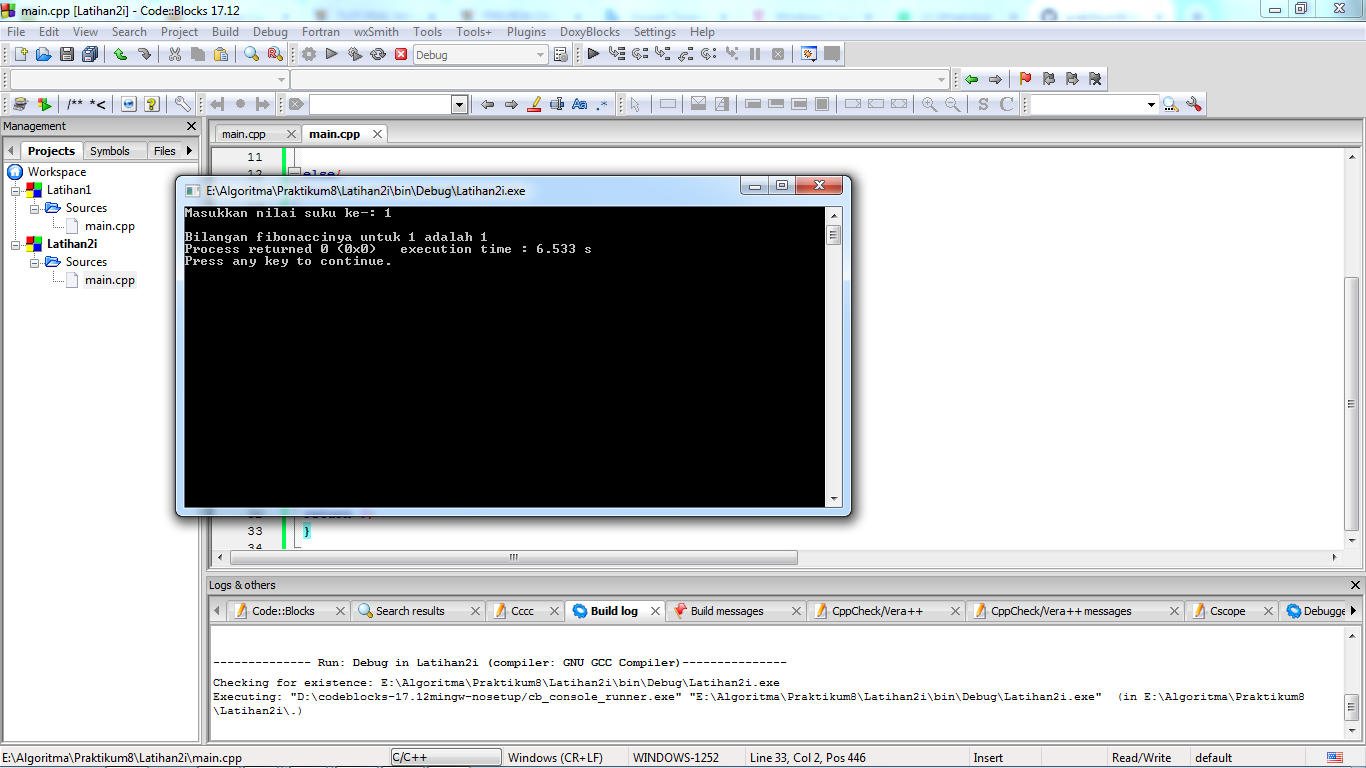 main.cpp [Latihan2i] - Code::Blocks 17.12
File Edit View Search Project Build Debug Fortran wxSmith Tools Tools+ Plugins DoxyBlocks Settings Help
Debug
/** *<
Aa .*
S C
Management
Projects Symbols Files
Workspace
Latihan1
Sources
main.cpp
Latihan2i
Sources
main.cpp
main.cpp main.cpp
11
12 else{
E:\Algoritma\Praktikum8\Latihan2i\bin\Debug\Latihan2i.exe
Masukkan nilai suku ke-: 1
Bilangan fibonaccinya untuk 1 adalah 1
Process returned 0 (0x0) execution time : 6.533 s
Press any key to continue.
33 }
34
Logs & others
Code::Blocks Search results Cccc Build log Build messages CppCheck/Vera++ CppCheck/Vera++ messages Cscope Debugge
-------------- Run: Debug in Latihan2i (compiler: GNU GCC Compiler)---------------
Checking for existence: E:\Algoritma\Praktikum8\Latihan2i\bin\Debug\Latihan2i.exe
Executing: "D:\codeblocks-17.12mingw-nosetup/cb_console_runner.exe" "E:\Algoritma\Praktikum8\Latihan2i\bin\Debug\Latihan2i.exe" (in E:\Algoritma\Praktikum8
\Latihan2i\.)
E:\Algoritma\Praktikum8\Latihan2i\main.cpp C/C++ Windows (CR+LF) WINDOWS-1252 Line 33, Col 2, Pos 446 Insert Read/Write default